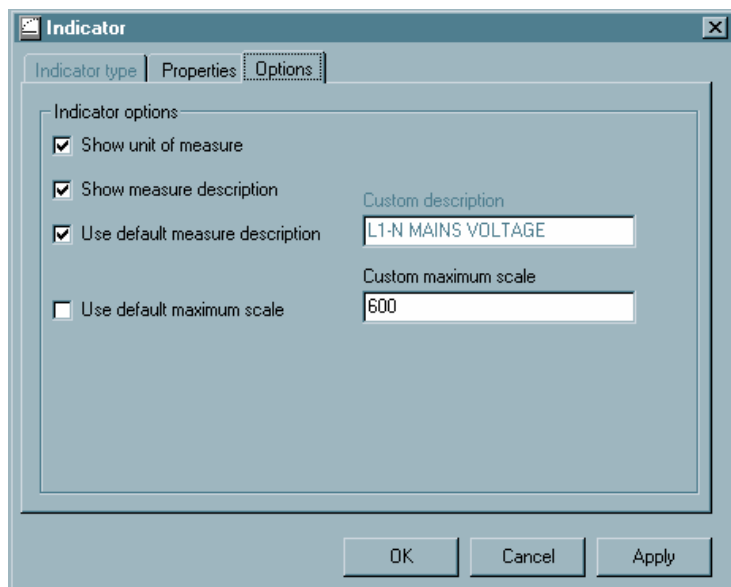 Indicator
Indicator type Properties Options
Indicator options
Show unit of measure
Show measure description
Custom description
Use default measure description L1-N MAINS VOLTAGE
Custom maximum scale
Use default maximum scale 600
OK Cancel Apply